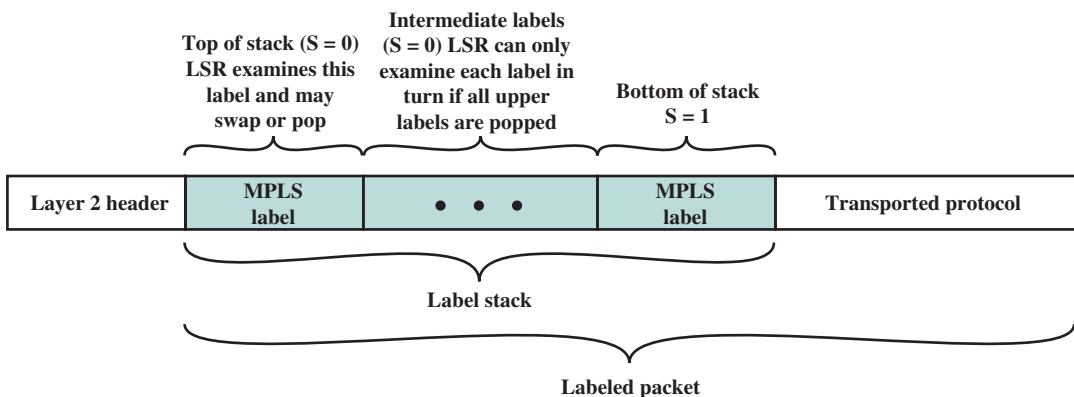 Top of stack (S = 0)
LSR examines this
label and may
swap or pop
Intermediate labels
(S = 0) LSR can only
examine each label in
turn if all upper
labels are popped
Bottom of stack
S = 1
Layer 2 header
MPLS
label
• • •
MPLS
label
Transported protocol
Label stack
Labeled packet